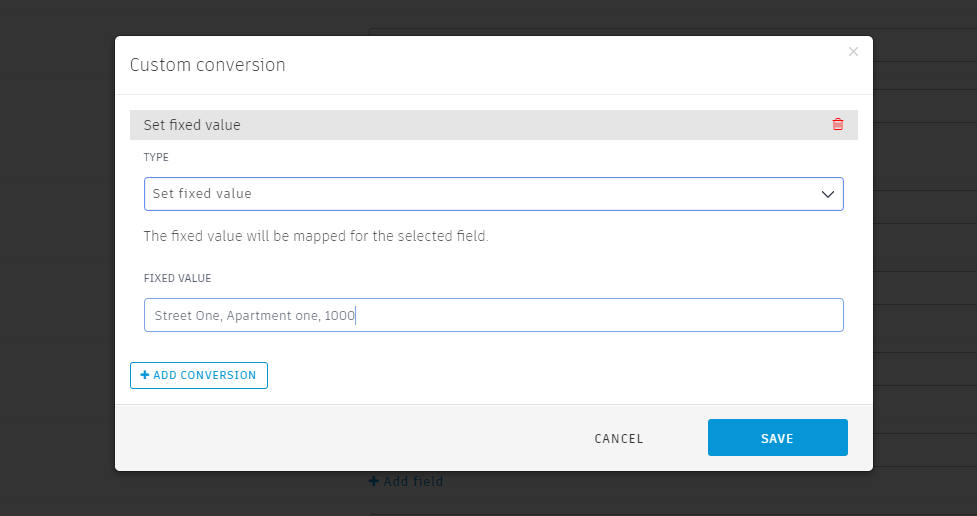 Custom conversion
×
Set fixed value
TYPE
Set fixed value
The fixed value will be mapped for the selected field.
FIXED VALUE
Street One, Apartment one, 1000
+ ADD CONVERSION
CANCEL
SAVE
+ Add field